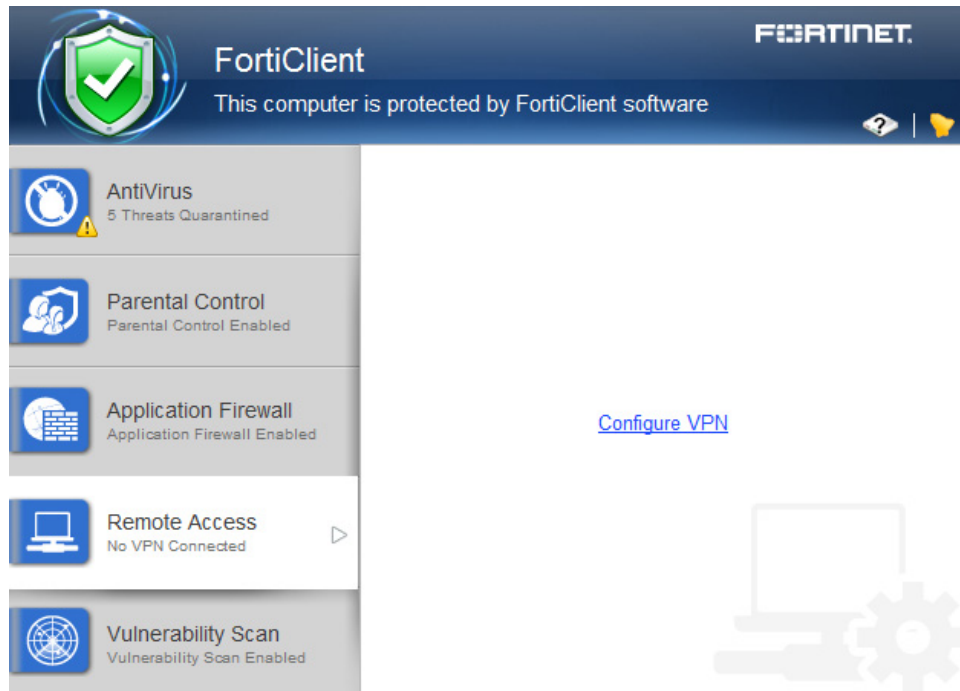 FORTINET.
FortiClient
This computer is protected by FortiClient software
?
AntiVirus
5 Threats Quarantined
!
Parental Control
Parental Control Enabled
Application Firewall
Application Firewall Enabled
Configure VPN
Remote Access
No VPN Connected
Vulnerability Scan
Vulnerability Scan Enabled